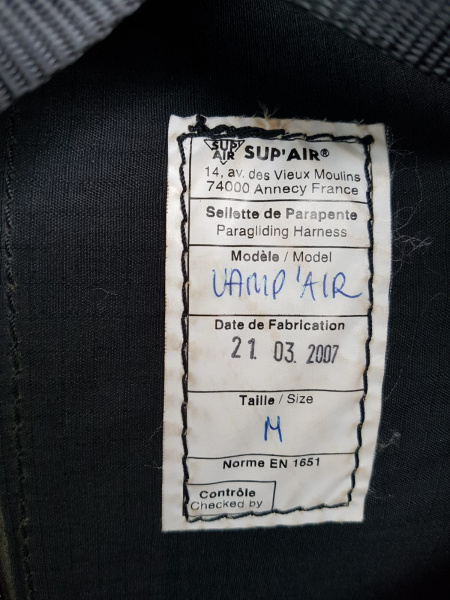 SUP' AIR SUP'AIR®
14, av. des Vieux Moulins
74000 Annecy France
Sellette de Parapente
Paragliding Harness
Modèle / Model
VAMP'AIR
Date de Fabrication
21. 03. 2007
Taille / Size
M
Norme EN 1651
Contrôle
Checked by